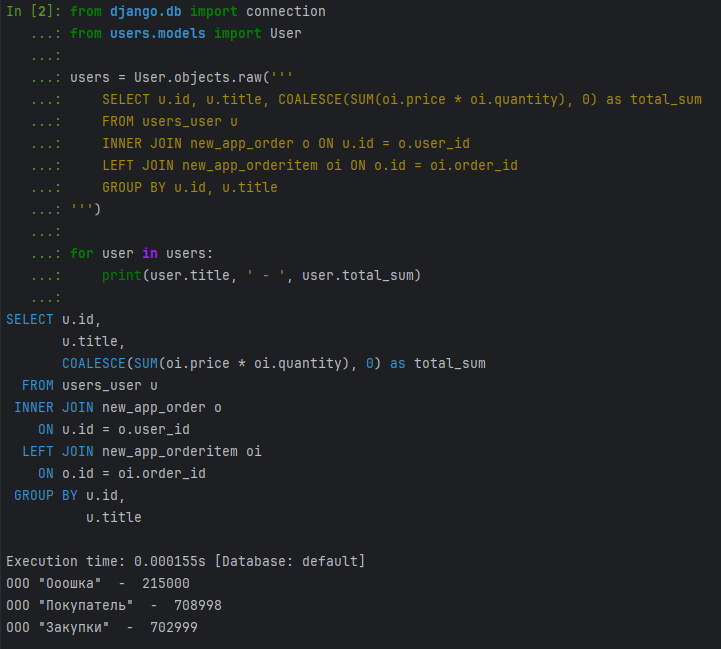 In [2]: from django.db import connection
   ...: from users.models import User
   ...:
   ...: users = User.objects.raw('''
   ...:     SELECT u.id, u.title, COALESCE(SUM(oi.price * oi.quantity), 0) as total_sum
   ...:     FROM users_user u
   ...:     INNER JOIN new_app_order o ON u.id = o.user_id
   ...:     LEFT JOIN new_app_orderitem oi ON o.id = oi.order_id
   ...:     GROUP BY u.id, u.title
   ...: ''')
   ...:
   ...: for user in users:
   ...:     print(user.title, ' - ', user.total_sum)
   ...:
SELECT u.id,
       u.title,
       COALESCE(SUM(oi.price * oi.quantity), 0) as total_sum
  FROM users_user u
 INNER JOIN new_app_order o
    ON u.id = o.user_id
  LEFT JOIN new_app_orderitem oi
    ON o.id = oi.order_id
 GROUP BY u.id,
          u.title

Execution time: 0.000155s [Database: default]
ООО "Ооошка"  -  215000
ООО "Покупатель"  -  708998
ООО "Закупки"  -  702999